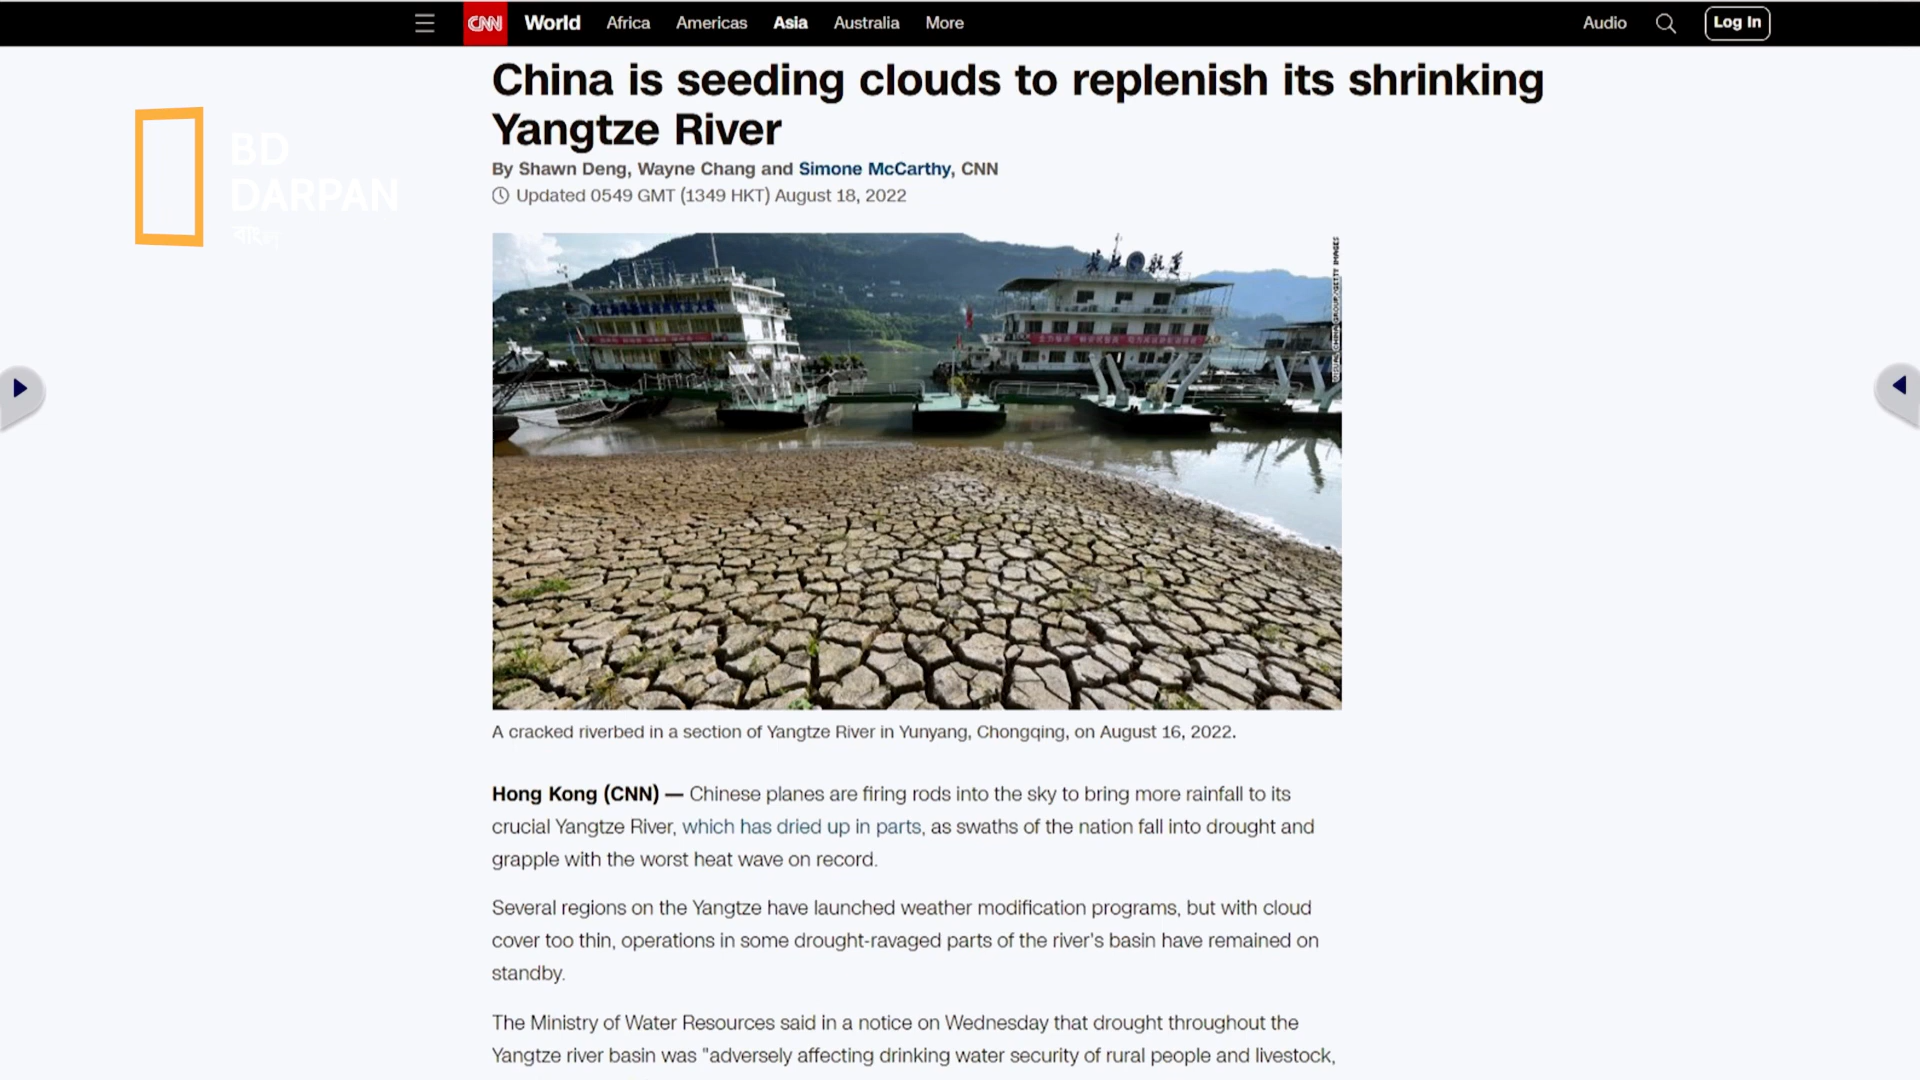 CNN World Africa Americas Asia Australia More Audio Log In
China is seeding clouds to replenish its shrinking
Yangtze River
By Shawn Deng, Wayne Chang and Simone McCarthy, CNN
Updated 0549 GMT (1349 HKT) August 18, 2022
BD
DARPAN
বাংলা
VISUAL CHINA GROUP/GETTY IMAGES
A cracked riverbed in a section of Yangtze River in Yunyang, Chongqing, on August 16, 2022.
Hong Kong (CNN) — Chinese planes are firing rods into the sky to bring more rainfall to its
crucial Yangtze River, which has dried up in parts, as swaths of the nation fall into drought and
grapple with the worst heat wave on record.
Several regions on the Yangtze have launched weather modification programs, but with cloud
cover too thin, operations in some drought-ravaged parts of the river's basin have remained on
standby.
The Ministry of Water Resources said in a notice on Wednesday that drought throughout the
Yangtze river basin was "adversely affecting drinking water security of rural people and livestock,